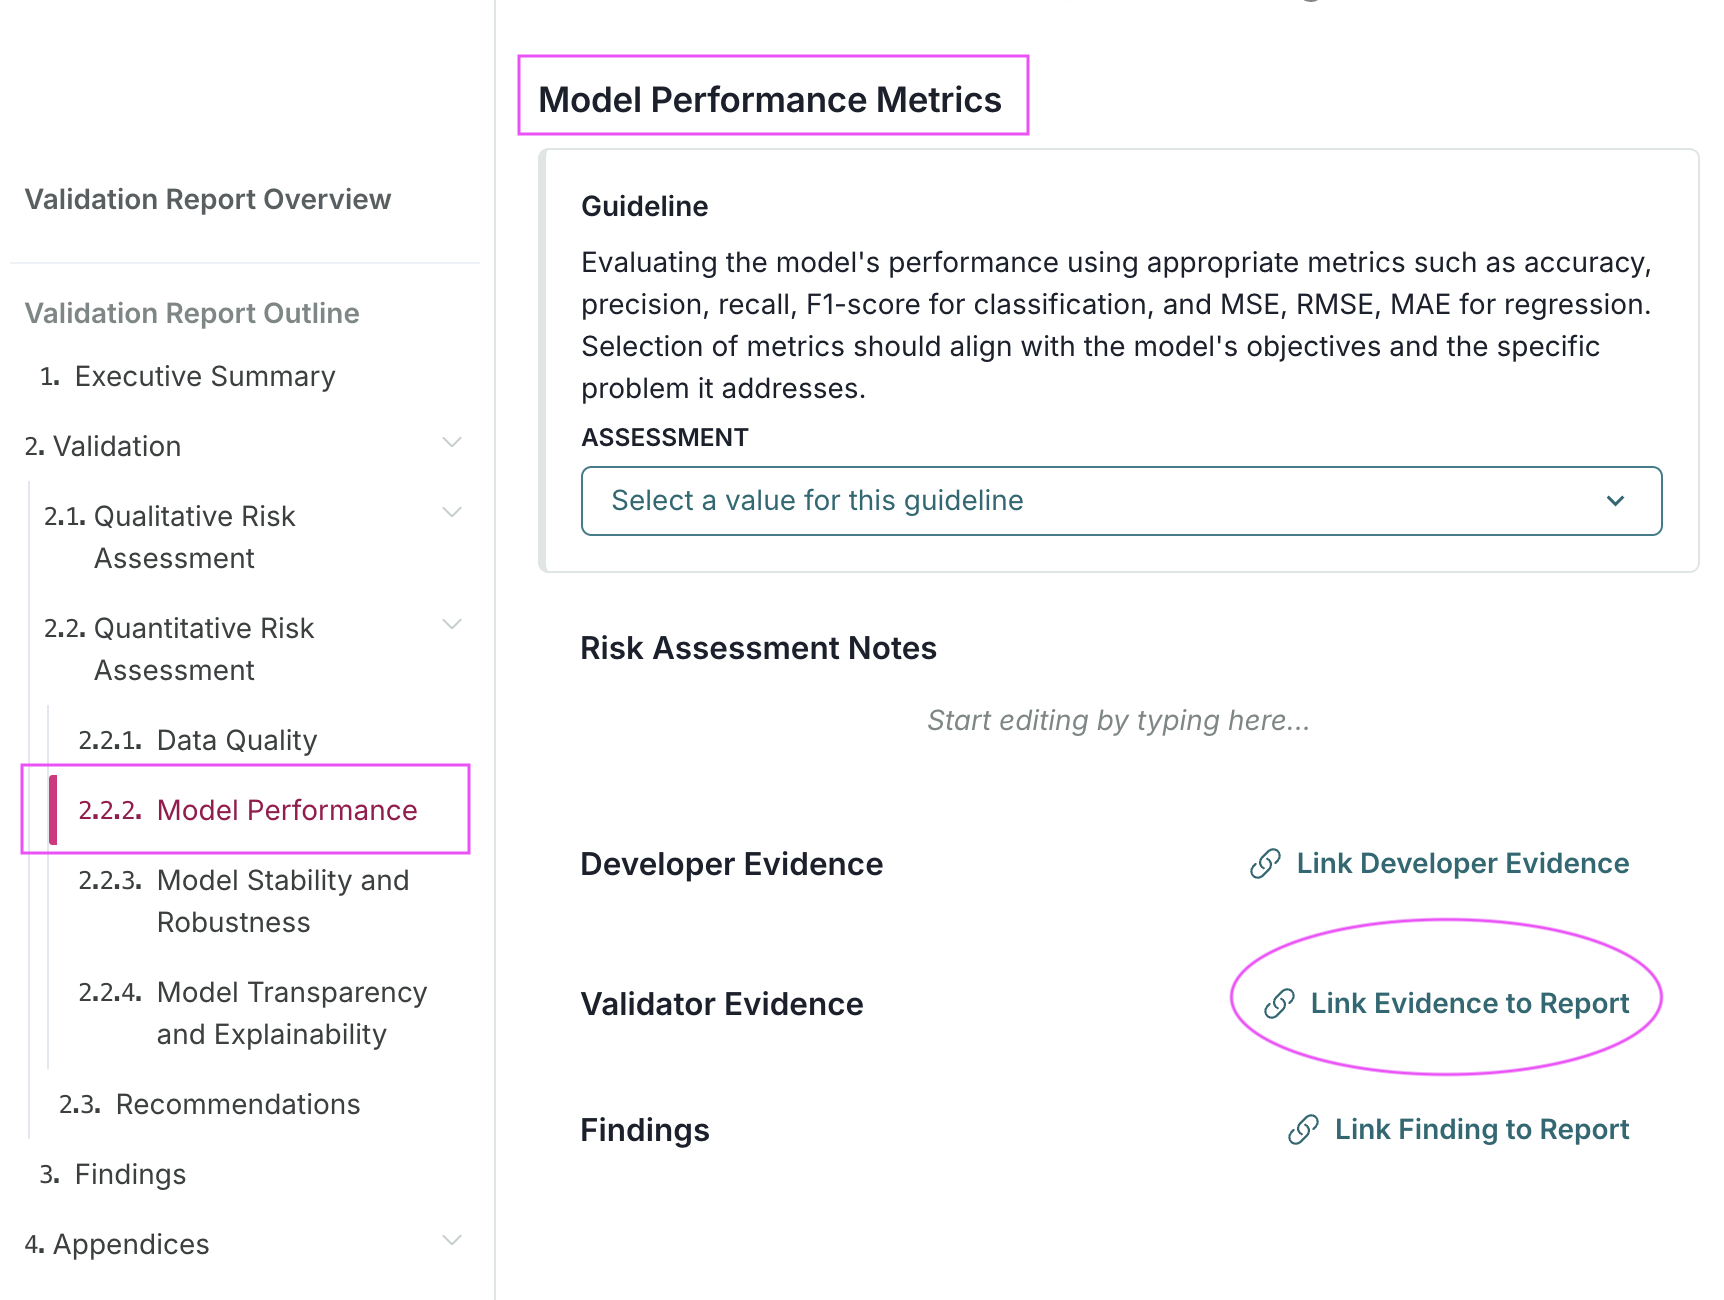 Validation Report Overview
Validation Report Outline
1. Executive Summary
2. Validation
2.1. Qualitative Risk
Assessment
2.2. Quantitative Risk
Assessment
2.2.1. Data Quality
2.2.2. Model Performance
2.2.3. Model Stability and
Robustness
2.2.4. Model Transparency
and Explainability
2.3. Recommendations
3. Findings
4. Appendices
Model Performance Metrics
Guideline
Evaluating the model's performance using appropriate metrics such as accuracy,
precision, recall, F1-score for classification, and MSE, RMSE, MAE for regression.
Selection of metrics should align with the model's objectives and the specific
problem it addresses.
ASSESSMENT
Select a value for this guideline
Risk Assessment Notes
Start editing by typing here...
Developer Evidence
Link Developer Evidence
Validator Evidence
Link Evidence to Report
Findings
Link Finding to Report